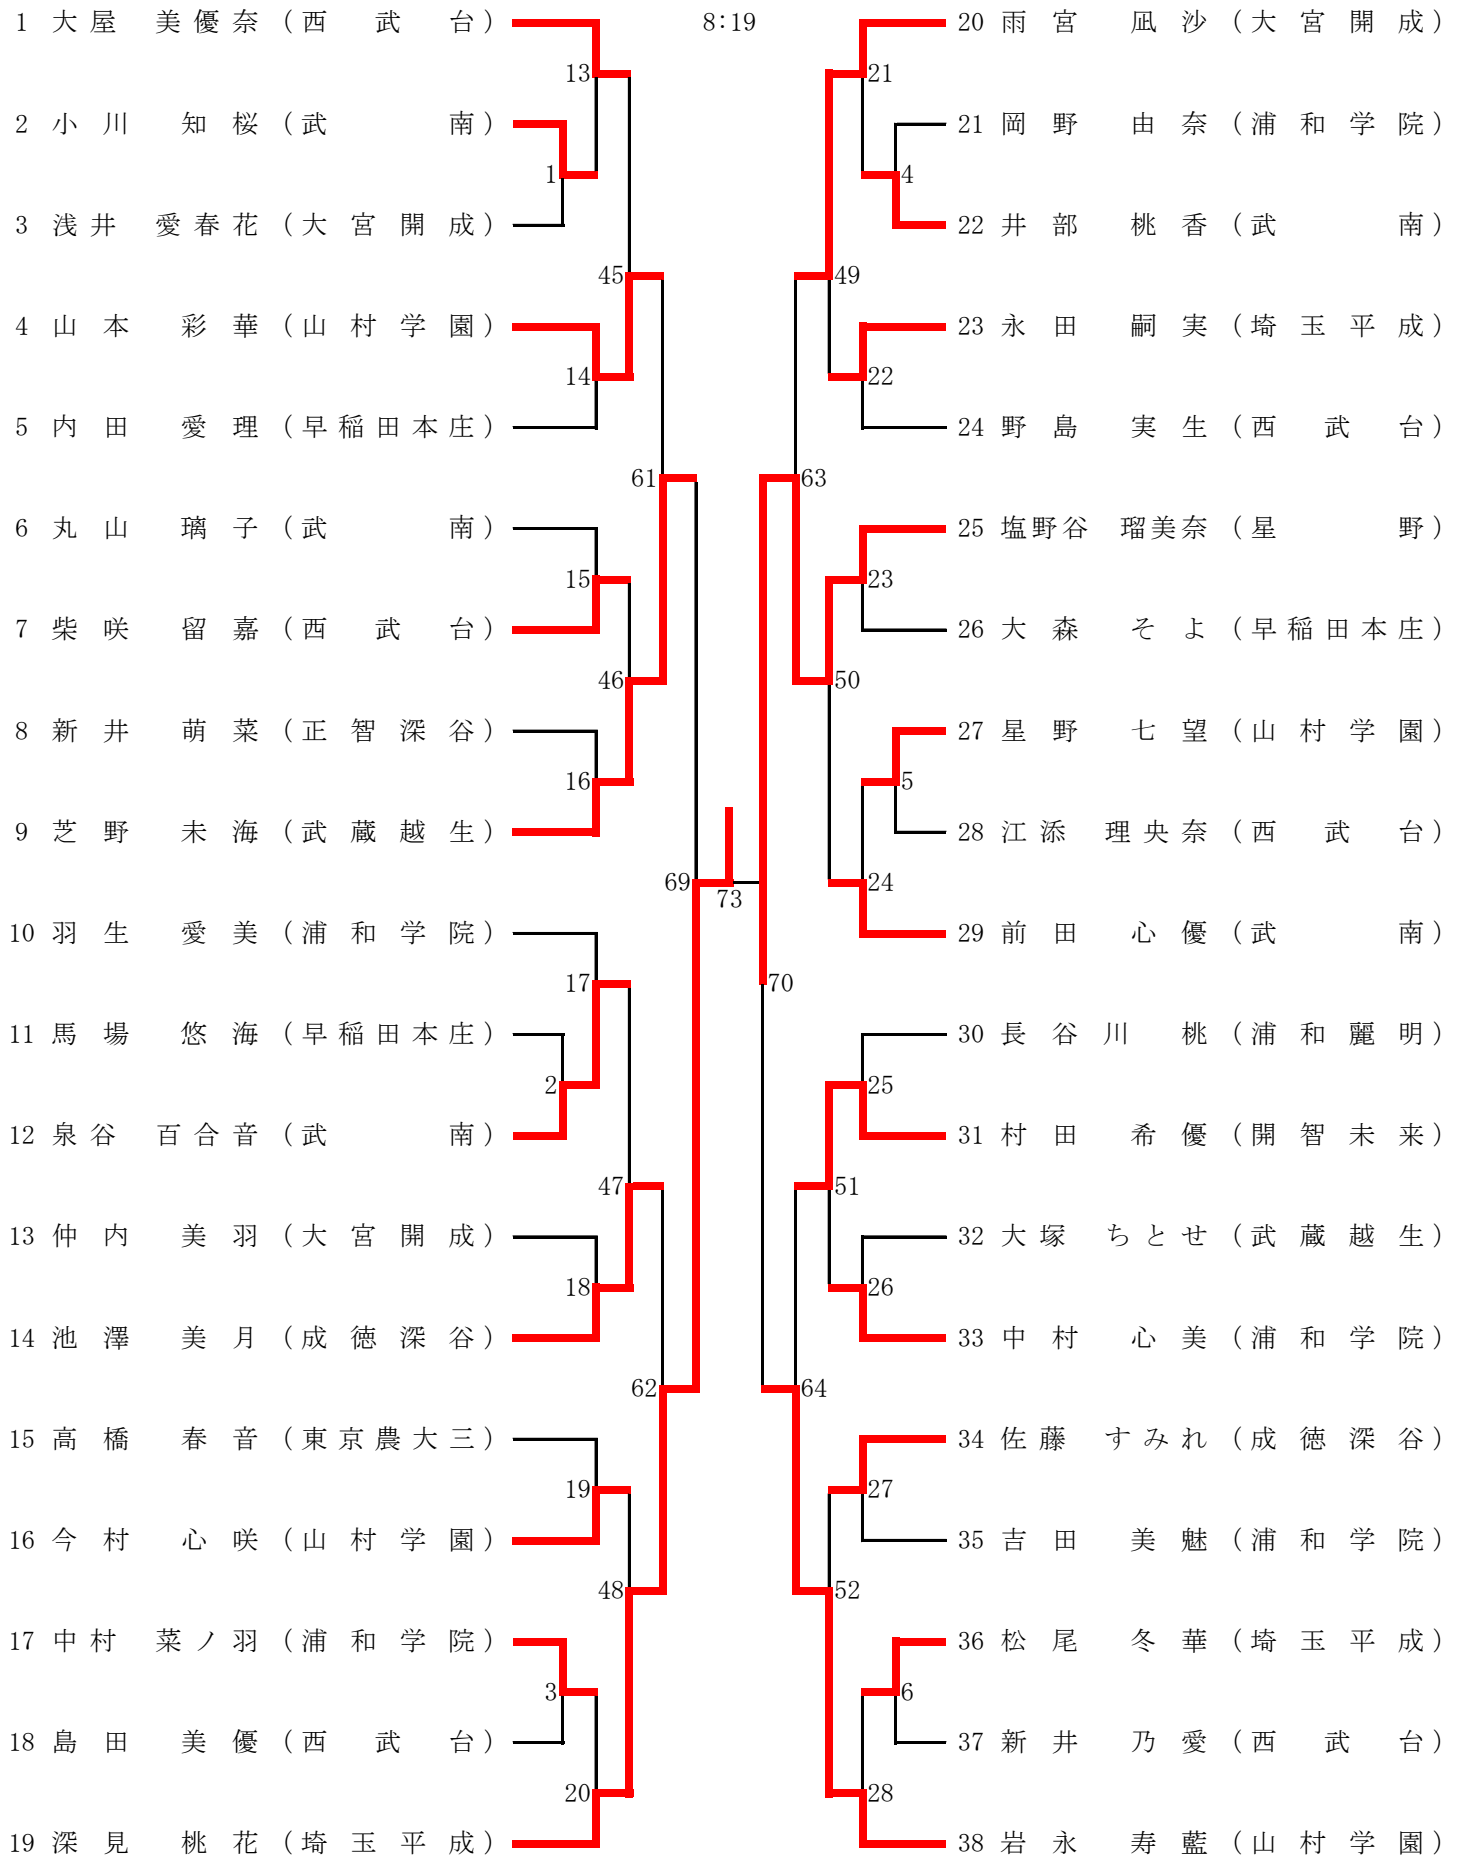 8:19
1 大屋 美優奈 (西武台)
13
2 小川 知桜 (武南)
1
3 浅井 愛春花 (大宮開成)
45
4 山本 彩華 (山村学園)
14
5 内田 愛理 (早稲田本庄)
61
6 丸山 璃子 (武南)
15
7 柴咲 留嘉 (西武台)
46
8 新井 萌菜 (正智深谷)
16
9 芝野 未海 (武蔵越生)
69
73
10 羽生 愛美 (浦和学院)
17
11 馬場 悠海 (早稲田本庄)
2
12 泉谷 百合音 (武南)
47
13 仲内 美羽 (大宮開成)
18
14 池澤 美月 (成徳深谷)
62
15 高橋 春音 (東京農大三)
19
16 今村 心咲 (山村学園)
48
17 中村 菜ノ羽 (浦和学院)
3
18 島田 美優 (西武台)
20
19 深見 桃花 (埼玉平成)
20 雨宮 凪沙 (大宮開成)
21
21 岡野 由奈 (浦和学院)
4
22 井部 桃香 (武南)
49
23 永田 嗣実 (埼玉平成)
22
24 野島 実生 (西武台)
63
25 塩野谷 瑠美奈 (星野)
23
26 大森 そよ (早稲田本庄)
50
27 星野 七望 (山村学園)
5
28 江添 理央奈 (西武台)
24
29 前田 心優 (武南)
70
30 長谷川 桃 (浦和麗明)
25
31 村田 希優 (開智未来)
51
32 大塚 ちとせ (武蔵越生)
26
33 中村 心美 (浦和学院)
64
34 佐藤 すみれ (成徳深谷)
27
35 吉田 美魅 (浦和学院)
52
36 松尾 冬華 (埼玉平成)
6
37 新井 乃愛 (西武台)
28
38 岩永 寿藍 (山村学園)